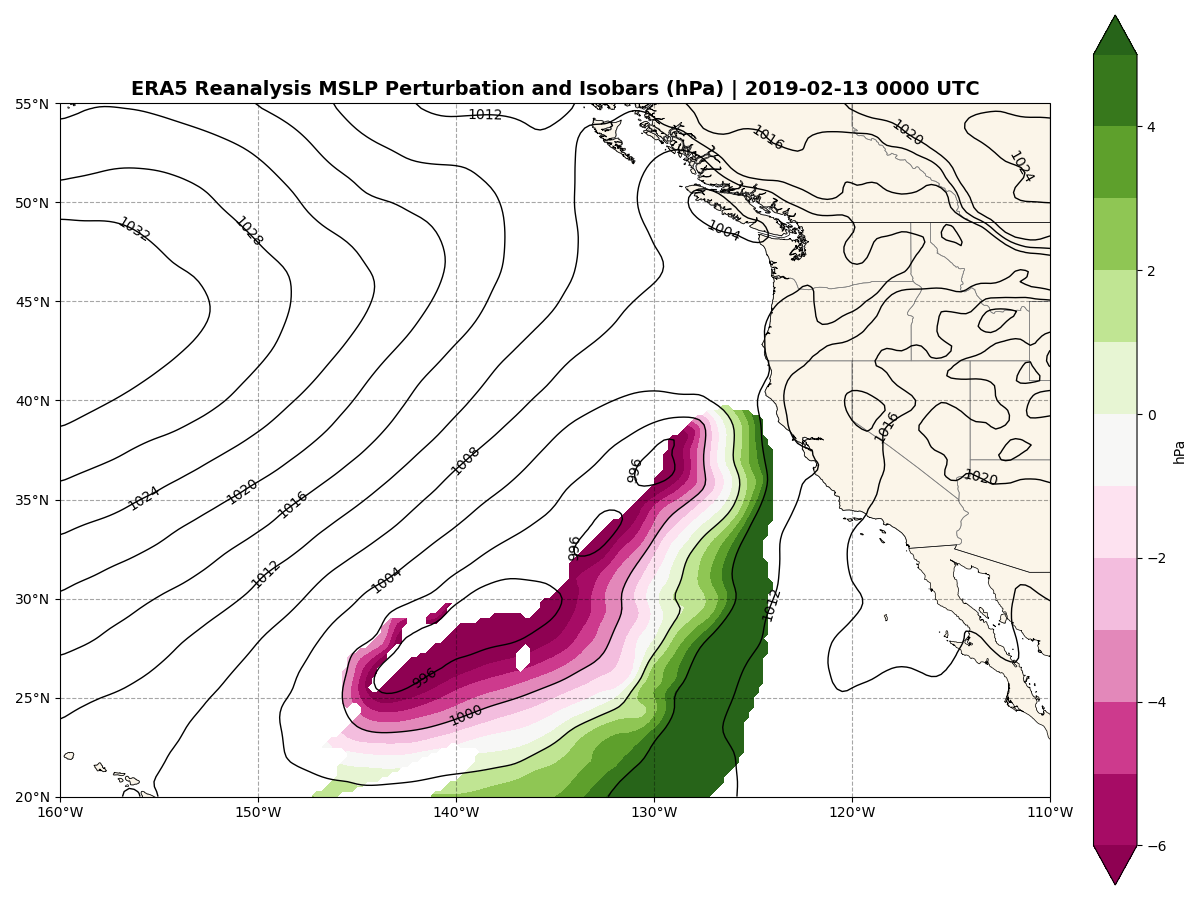 ERA5 Reanalysis MSLP Perturbation and Isobars (hPa) | 2019-02-13 0000 UTC
55°N
50°N
45°N
40°N
35°N
30°N
25°N
20°N
160°W 150°W 140°W 130°W 120°W 110°W
1012
1016
1020
1024
1032
1028
1004
1016
1020
996
1008
1024
1020
1016
996
1012
1004
1012
996
1000
4
2
0
−2
−4
−6
hPa